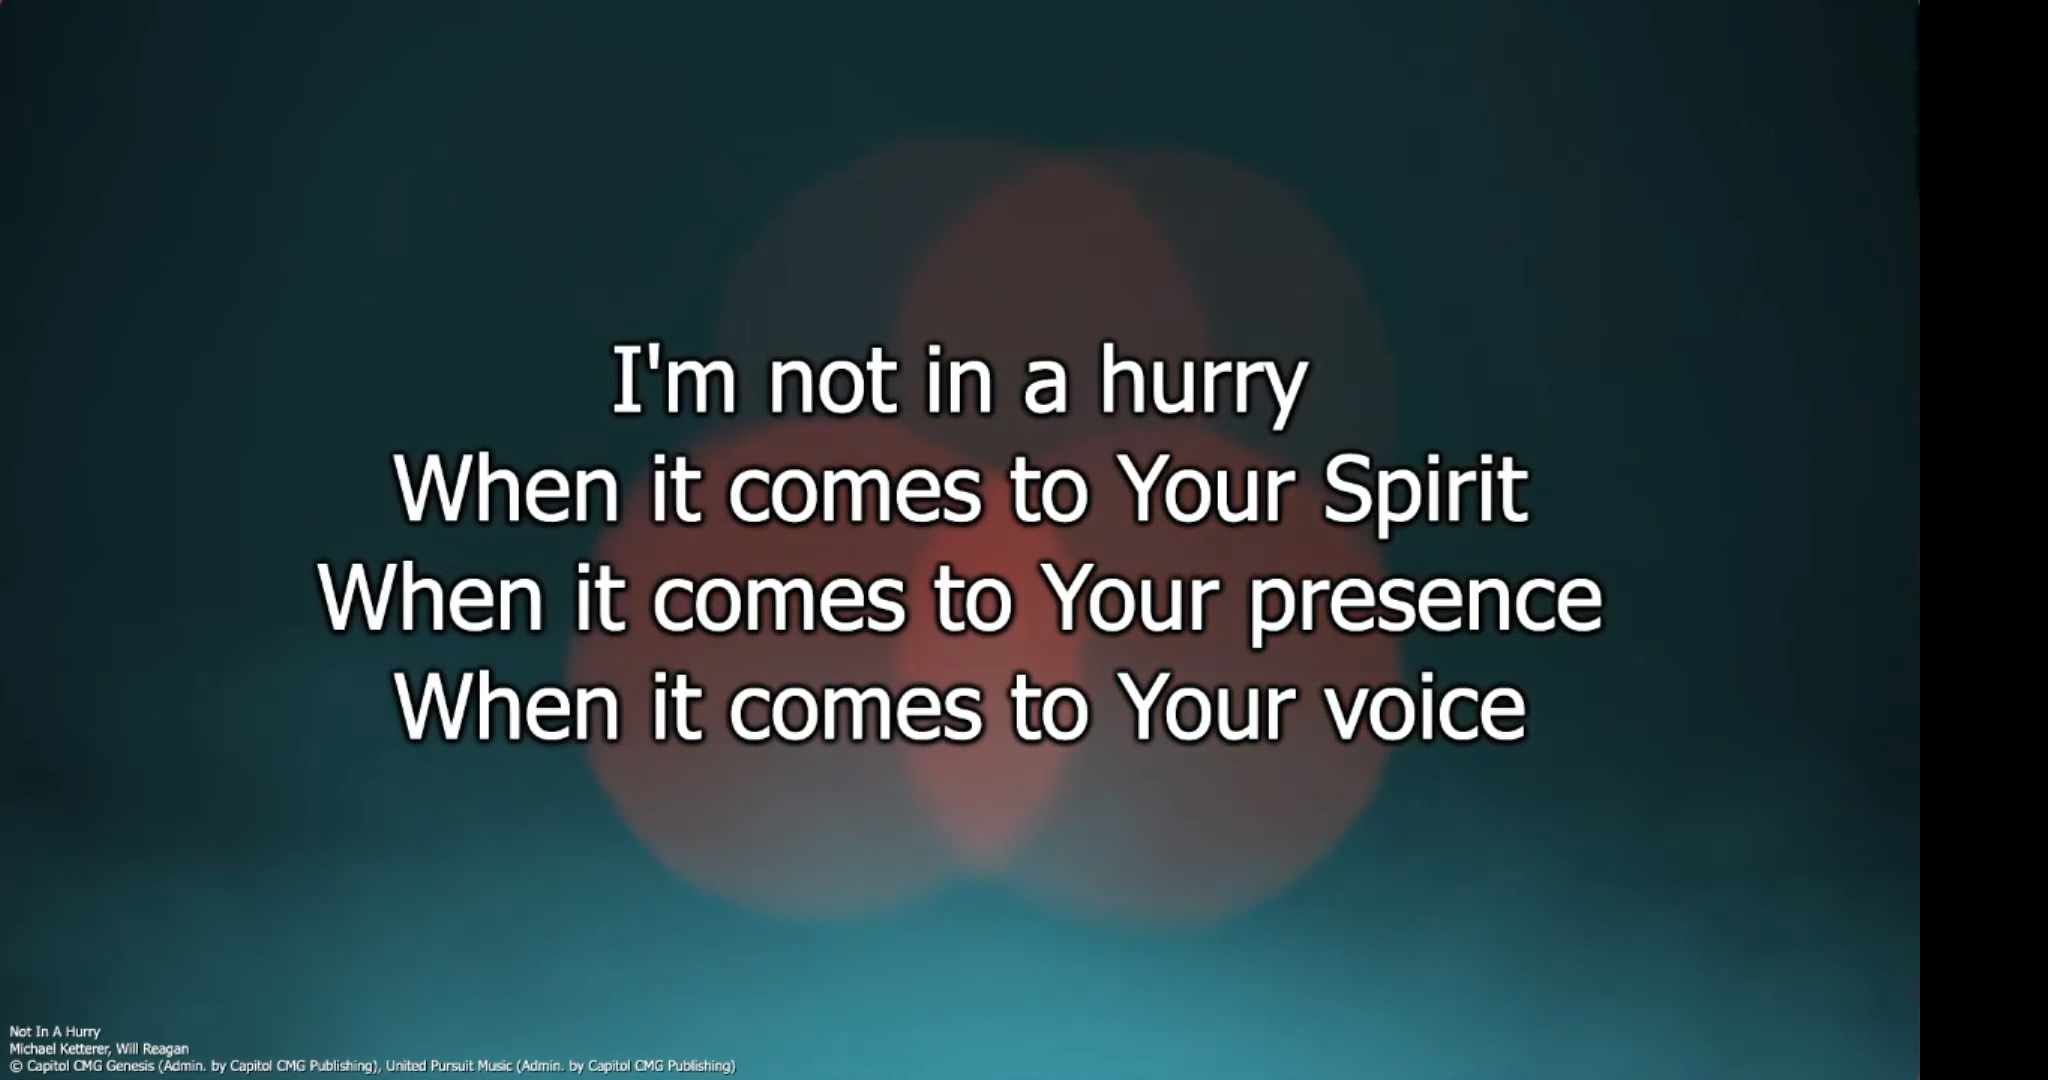 I'm not in a hurry
When it comes to Your Spirit
When it comes to Your presence
When it comes to Your voice
Not In A Hurry
Michael Ketterer, Will Reagan
© Capitol CMG Genesis (Admin. by Capitol CMG Publishing), United Pursuit Music (Admin. by Capitol CMG Publishing)